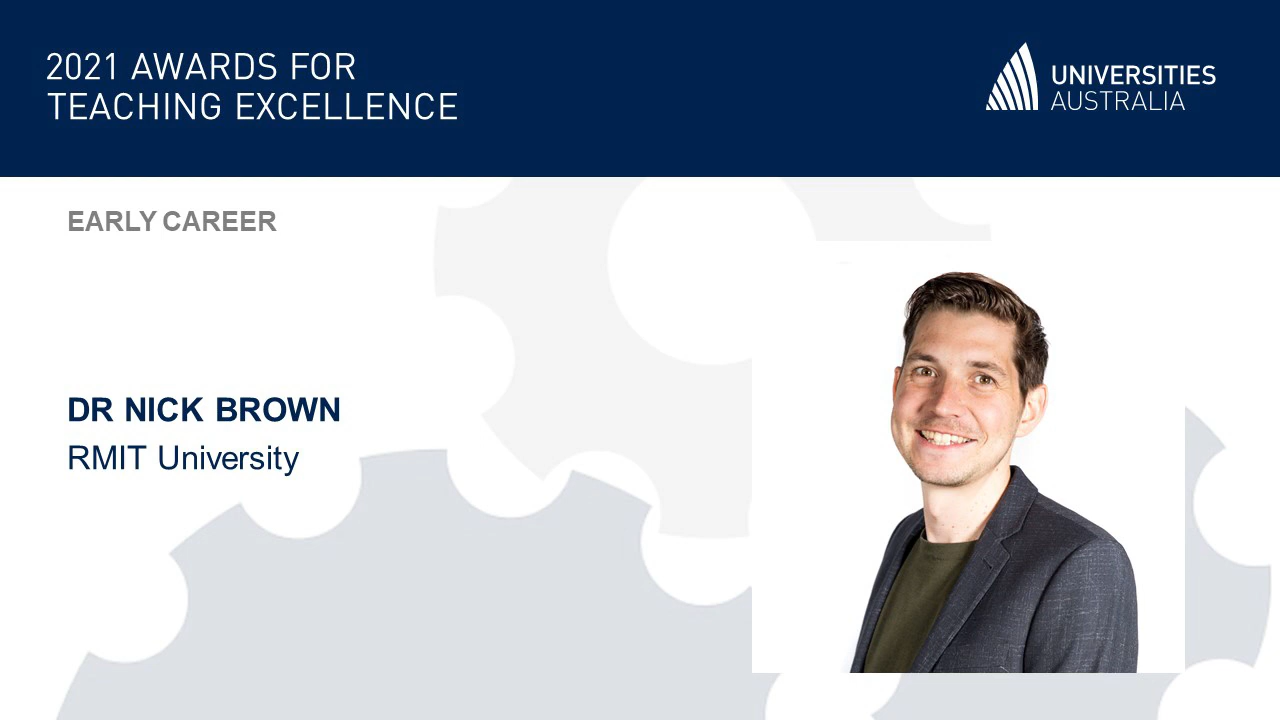 2021 AWARDS FOR
TEACHING EXCELLENCE
UNIVERSITIES
AUSTRALIA
EARLY CAREER
DR NICK BROWN
RMIT University